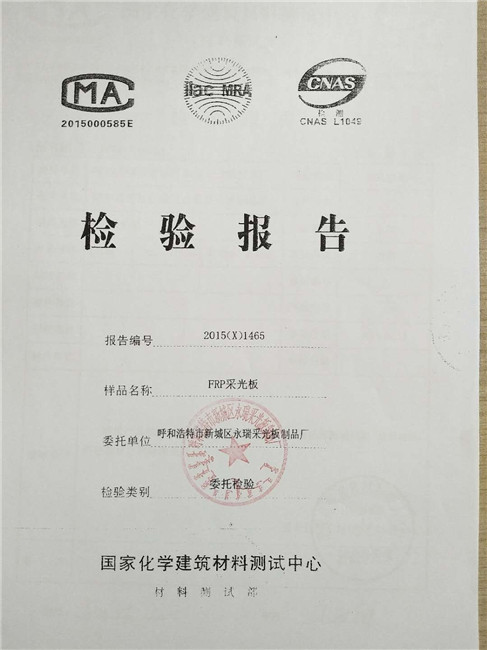 MA
ilac-MRA
CNAS
2015000585E
检 测
CNAS L1049
检验报告
报告编号 2015(X)1465
样品名称 FRP采光板
委托单位 呼和浩特市新城区永瑞采光板制品厂
检验类别 委托检验
国家化学建筑材料测试中心
材料测试部